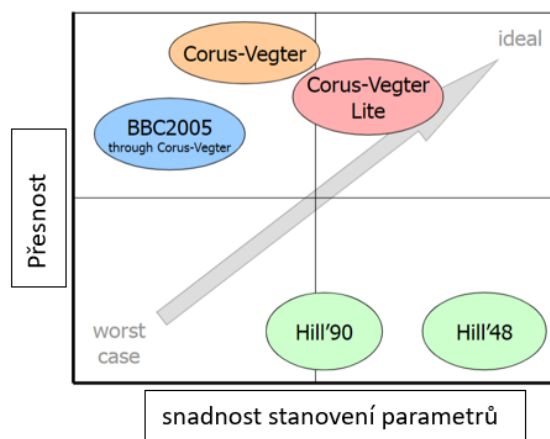 ideal
Corus-Vegter
Corus-Vegter
Lite
BBC2005
through Corus-Vegter
Přesnost
worst
case
Hill'90
Hill'48
snadnost stanovení parametrů